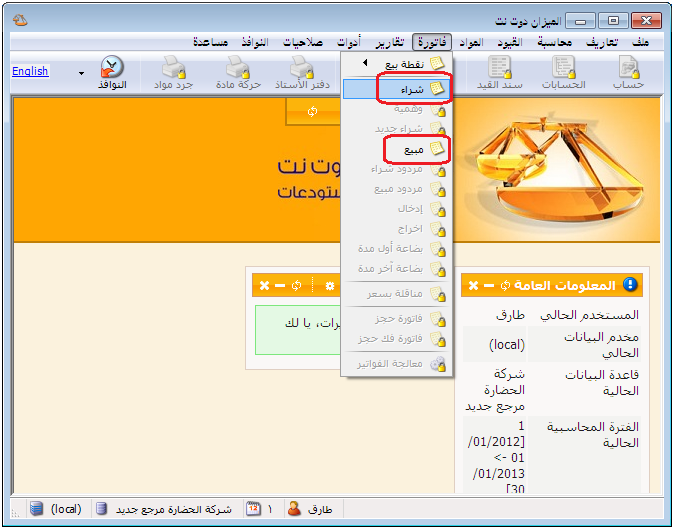 الميزان دوت نت
ملف تعاريف محاسبة القيود المواد فاتورة تقارير أدوات صلاحيات النوافذ مساعدة
حساب الحسابات سند القيد دفتر الأستاذ حركة مادة جرد مواد النوافذ English
نقطة بيع
شراء
وهمية
شراء جديد
مبيع
مردود شراء
مردود مبيع
إدخال
اخراج
بضاعة أول مدة
بضاعة آخر مدة
مناقلة بسعر
فاتورة حجز
فاتورة فك حجز
معالجة الفواتير
وت نت
ستودعات
المعلومات العامة
المستخدم الحالي طارق
مخدم البيانات الحالي (local)
قاعدة البيانات الحالية شركة الحضارة مرجع جديد
الفترة المحاسبية الحالية 1
[01/2012/
01 ->
01/2013/
[30
رات، يا لك
طارق ١ شركة الحضارة مرجع جديد (local)